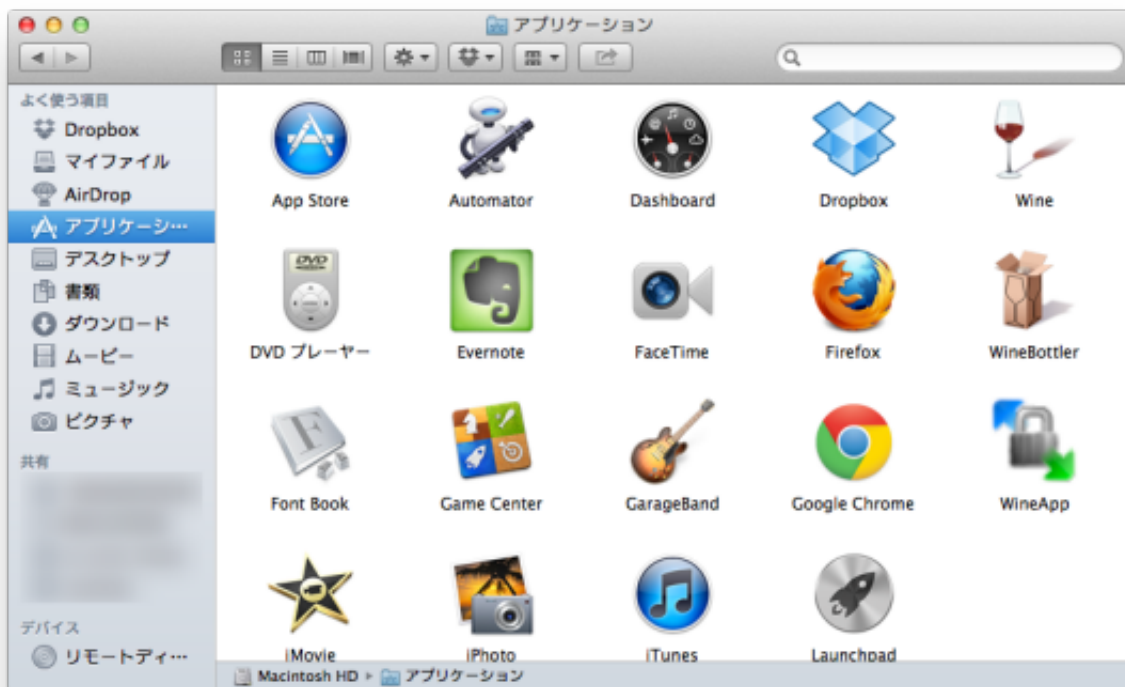 アプリケーション
よく使う項目
Dropbox
マイファイル
AirDrop
アプリケーシ…
デスクトップ
書類
ダウンロード
ムービー
ミュージック
ピクチャ
共有
デバイス
リモートディ…
App Store
Automator
Dashboard
Dropbox
Wine
DVD プレーヤー
Evernote
FaceTime
Firefox
WineBottler
Font Book
Game Center
GarageBand
Google Chrome
WineApp
iMovie
iPhoto
iTunes
Launchpad
Macintosh HD ▸ アプリケーション